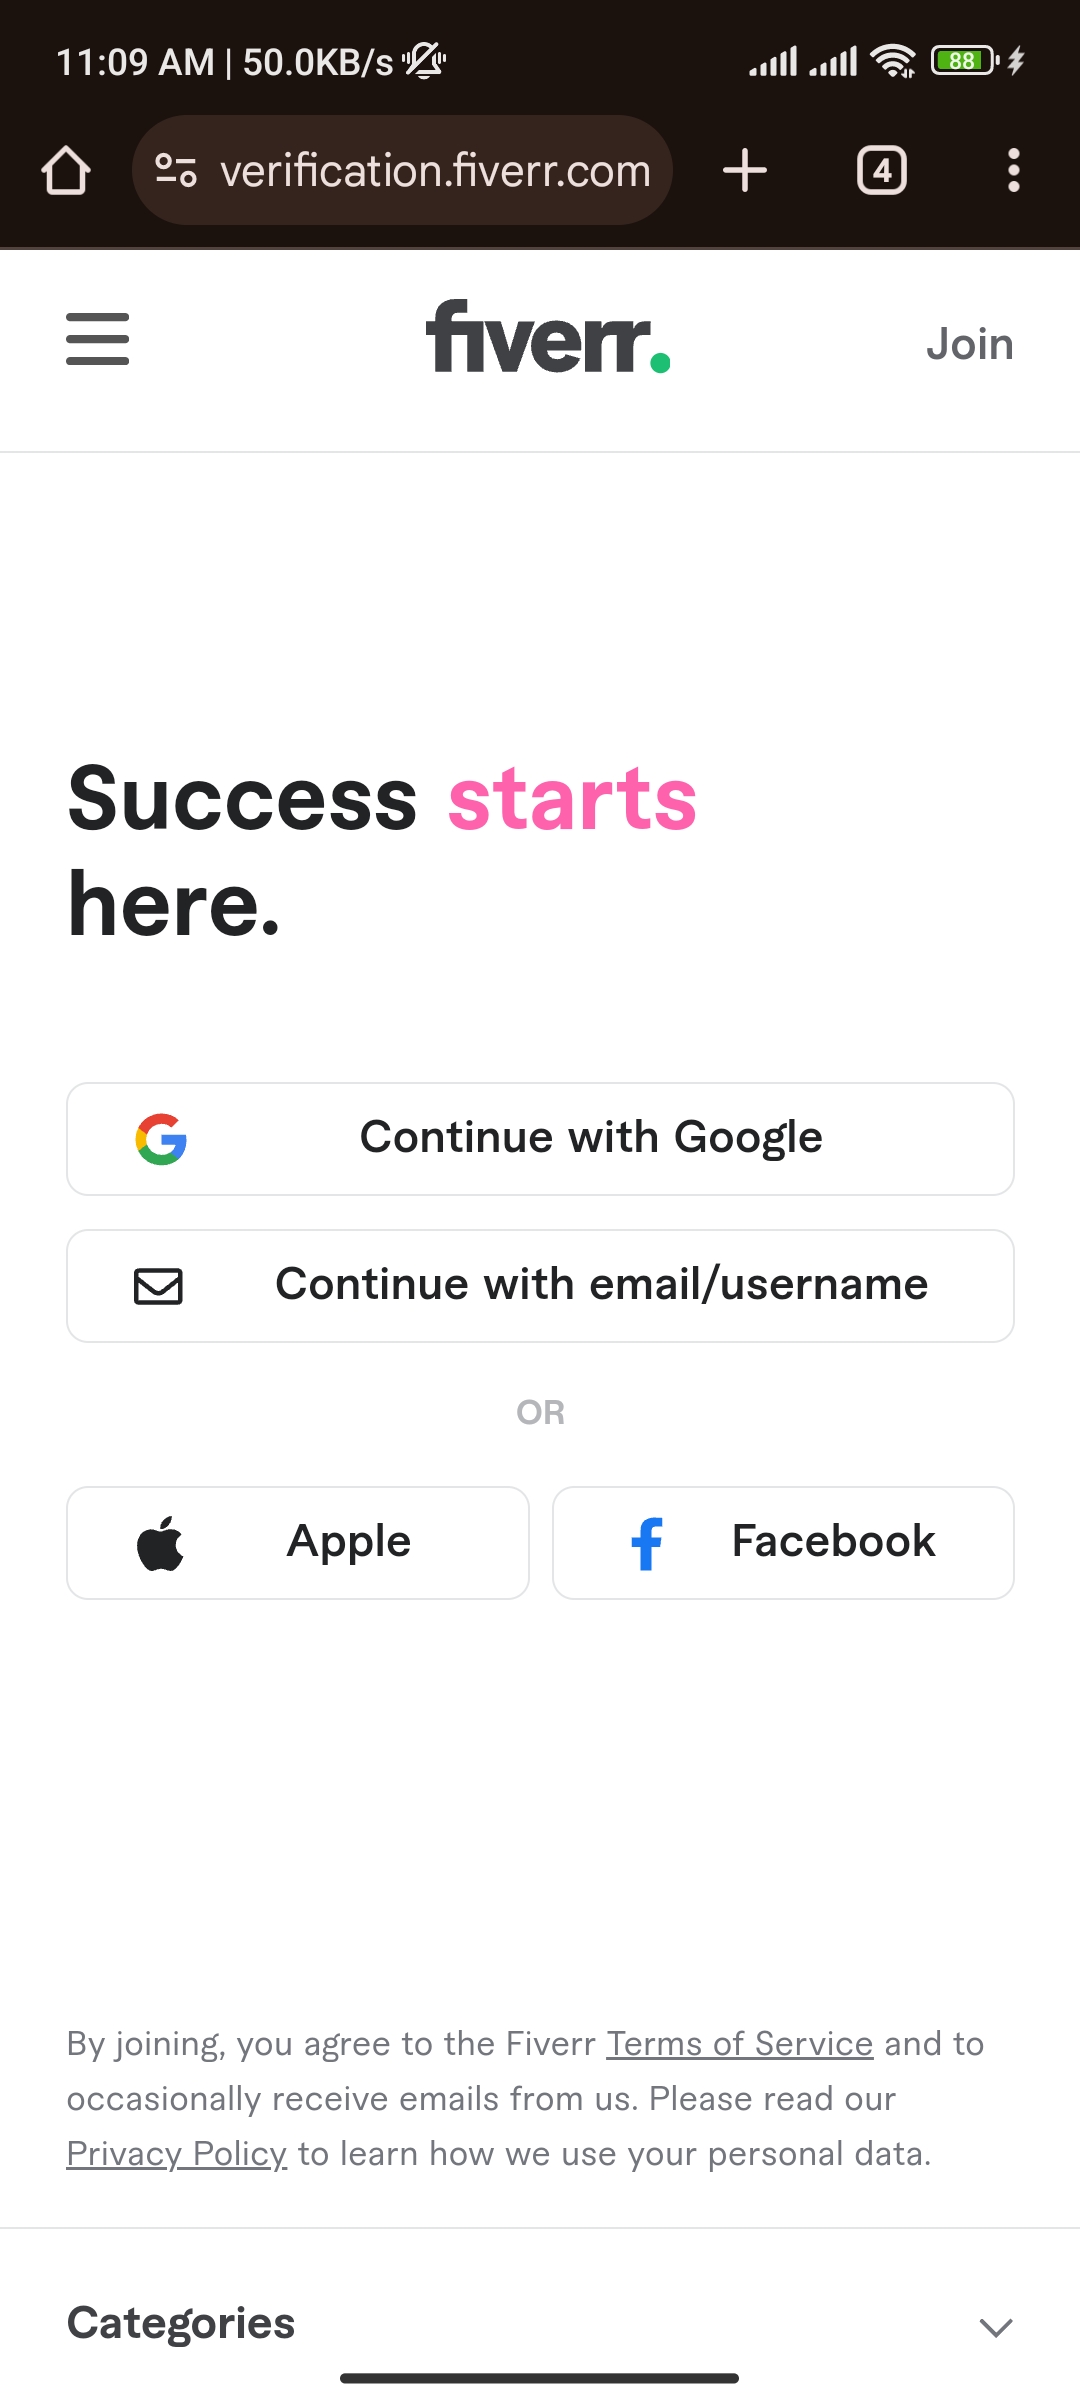 11:09 AM | 50.0KB/s
88
verification.fiverr.com
4
fiverr.
Join
Success starts
here.
Continue with Google
Continue with email/username
OR
Apple
Facebook
By joining, you agree to the Fiverr Terms of Service and to
occasionally receive emails from us. Please read our
Privacy Policy to learn how we use your personal data.
Categories